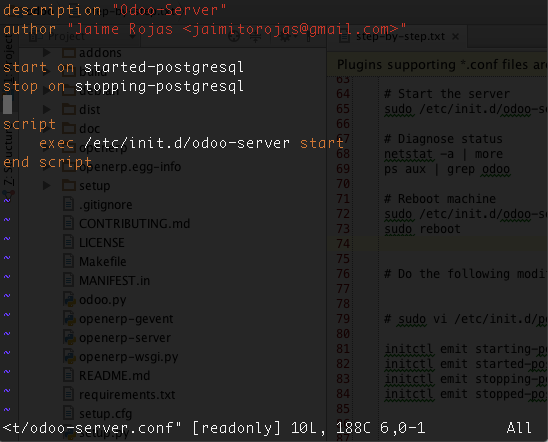 description "Odoo-Server"
author "Jaime Rojas <jaimitorojas@gmail.com>"
start on started-postgresql
stop on stopping-postgresql
script
exec /etc/init.d/odoo-server start
end script
~
~
~
~
~
~
~
~
~
~
~
~
<t/odoo-server.conf" [readonly] 10L, 188C 6,0-1 All
Project
addons
dist
doc
openerp
openerp.egg-info
setup
.gitignore
CONTRIBUTING.md
LICENSE
Makefile
MANIFEST.in
odoo.py
openerp-gevent
openerp-server
openerp-wsgi.py
README.md
requirements.txt
setup.cfg
setup.py
step-by-step.txt ×
Plugins supporting *.conf files are
63
64 # Start the server
65 sudo /etc/init.d/odoo-se
66
67 # Diagnose status
68 netstat -a | more
69 ps aux | grep odoo
70
71 # Reboot machine
72 sudo /etc/init.d/odoo-se
73 sudo reboot
74
75
76 # Do the following modi
77
78
79 # sudo vi /etc/init.d/po
80
81 initctl emit starting-po
82 initctl emit started-po
83 initctl emit stopping-p
84 initctl emit stopped-po
85